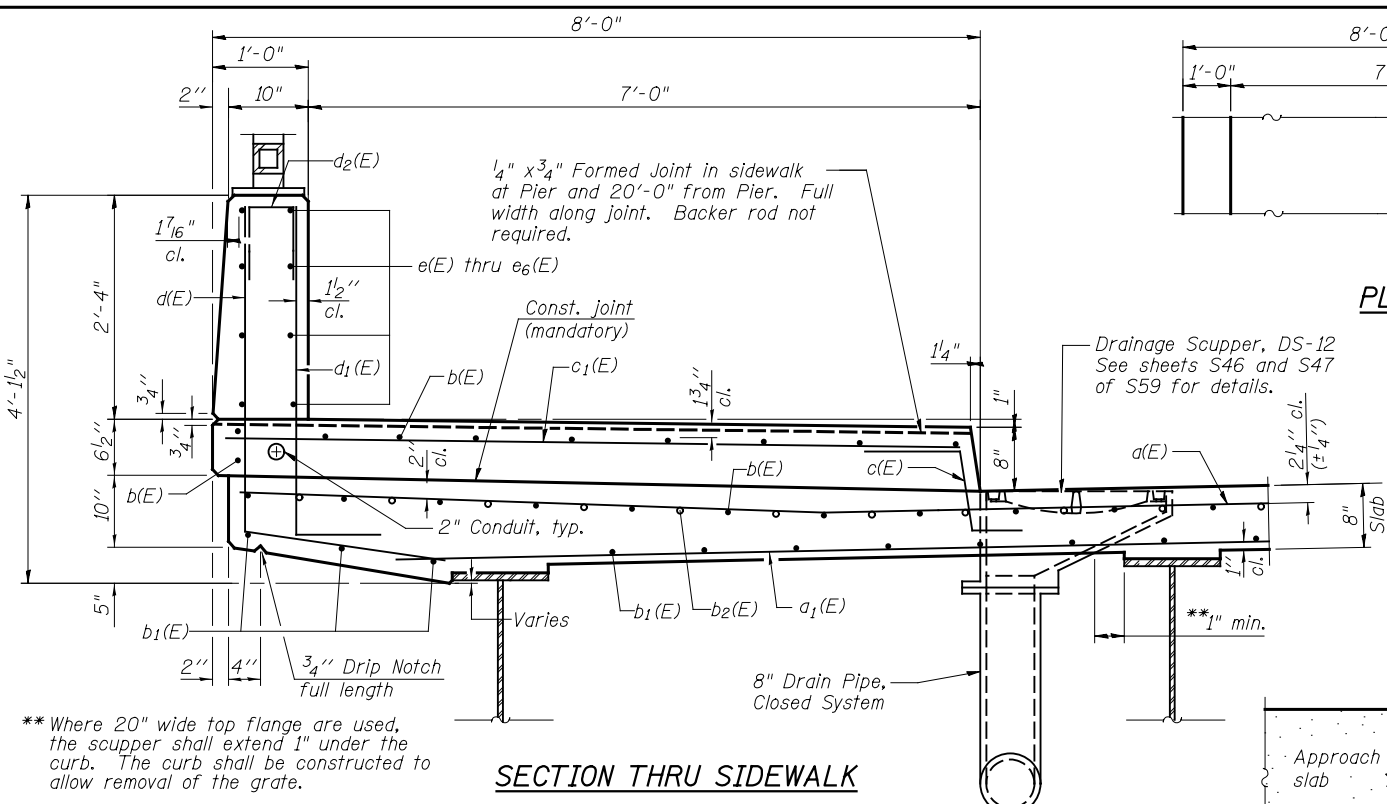 8'-0"
8'-0
1'-0"
1'-0"
7
2"
10"
7'-0"
d2(E)
1/4" x 3/4" Formed Joint in sidewalk
at Pier and 20'-0" from Pier. Full
width along joint. Backer rod not
required.
1 7/16"
cl.
e(E) thru e6(E)
d(E)
1 1/2"
cl.
2'-4"
4'-1 1/2"
Const. joint
(mandatory)
PL
1 1/4"
Drainage Scupper, DS-12
See sheets S46 and S47
of S59 for details.
d1(E)
b(E)
c1(E)
1 3/4"
cl.
1"
3/4"
3/4"
6 1/2"
2"
cl.
b(E)
c(E)
8"
a(E)
2 1/4" cl.
(±1/4")
b(E)
10"
2" Conduit, typ.
8"
Slab
1"
cl.
5"
b1(E)
Varies
b1(E)
b2(E)
a1(E)
**1" min.
2"
4"
3/4" Drip Notch
full length
8" Drain Pipe,
Closed System
** Where 20" wide top flange are used,
the scupper shall extend 1" under the
curb. The curb shall be constructed to
allow removal of the grate.
SECTION THRU SIDEWALK
Approach
slab